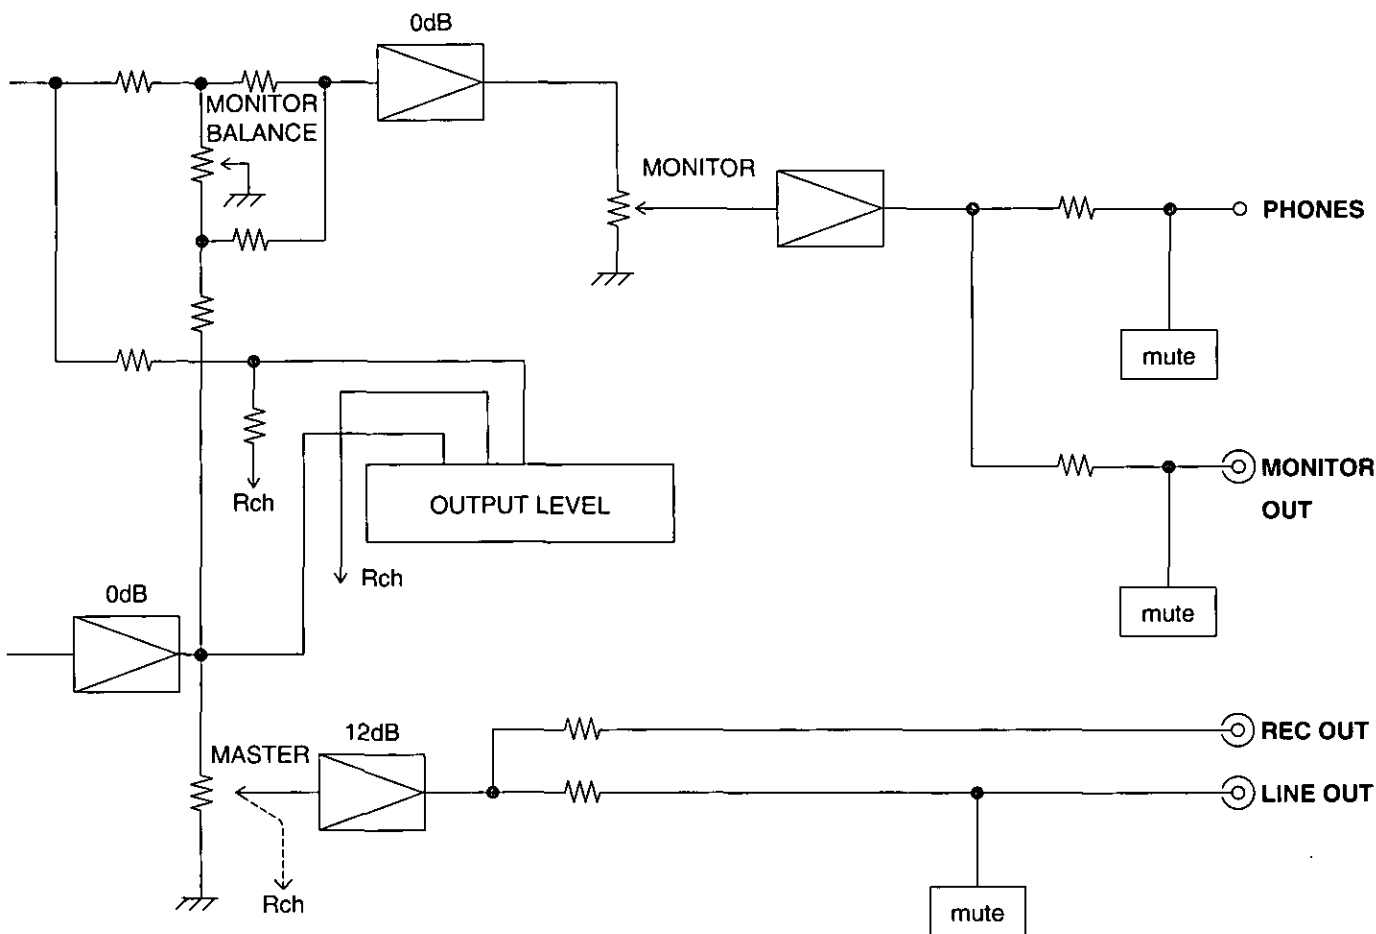 0dB
MONITOR
BALANCE
MONITOR
PHONES
mute
MONITOR
OUT
Rch
OUTPUT LEVEL
Rch
0dB
mute
12dB
MASTER
REC OUT
LINE OUT
Rch
mute